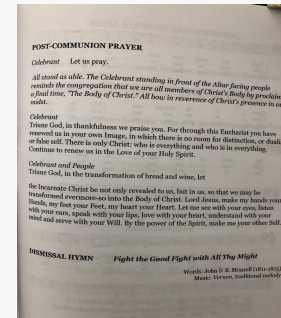 POST-COMMUNION PRAYER
Celebrant Let us pray.
All stand as able. The Celebrant standing in front of the Altar facing people
reminds the congregation that we are all members of Christ's Body by proclaim
a final time, "The Body of Christ." All bow in reverence of Christ's presence in our
midst.
Celebrant
Triune God, in thankfulness we praise you. For through this Eucharist you have
renewed us in your own Image, in which there is no room for distinction, or duali
or false self. There is only Christ: who is everything and who is in everything.
Continue to renew us in the Love of your Holy Spirit.
Celebrant and People
Triune God, in the transformation of bread and wine, let
the Incarnate Christ be not only revealed to us, but in us, so that we may be
transformed evermore-so into the Body of Christ. Lord Jesus, make my hands your
Hands, my feet your Feet, my heart your Heart. Let me see with your eyes, listen
with your ears, speak with your lips, love with your heart, understand with your
mind and serve with your Will. By the power of the Spirit, make me your other Self.
DISMISSAL HYMN Fight the Good Fight with All Thy Might
Words: John S. B. Monsell (1811-1875)
Music: traditional melody